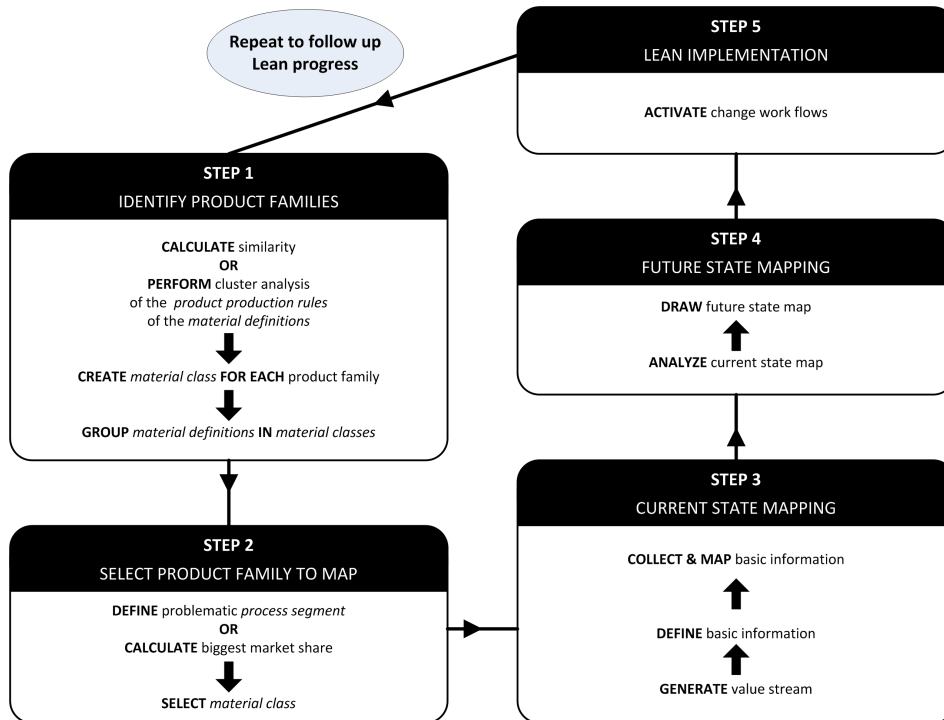 Repeat to follow up
Lean progress
STEP 1
IDENTIFY PRODUCT FAMILIES
CALCULATE similarity
OR
PERFORM cluster analysis
of the product production rules
of the material definitions
CREATE material class FOR EACH product family
GROUP material definitions IN material classes
STEP 2
SELECT PRODUCT FAMILY TO MAP
DEFINE problematic process segment
OR
CALCULATE biggest market share
SELECT material class
STEP 3
CURRENT STATE MAPPING
COLLECT & MAP basic information
DEFINE basic information
GENERATE value stream
STEP 4
FUTURE STATE MAPPING
DRAW future state map
ANALYZE current state map
STEP 5
LEAN IMPLEMENTATION
ACTIVATE change work flows